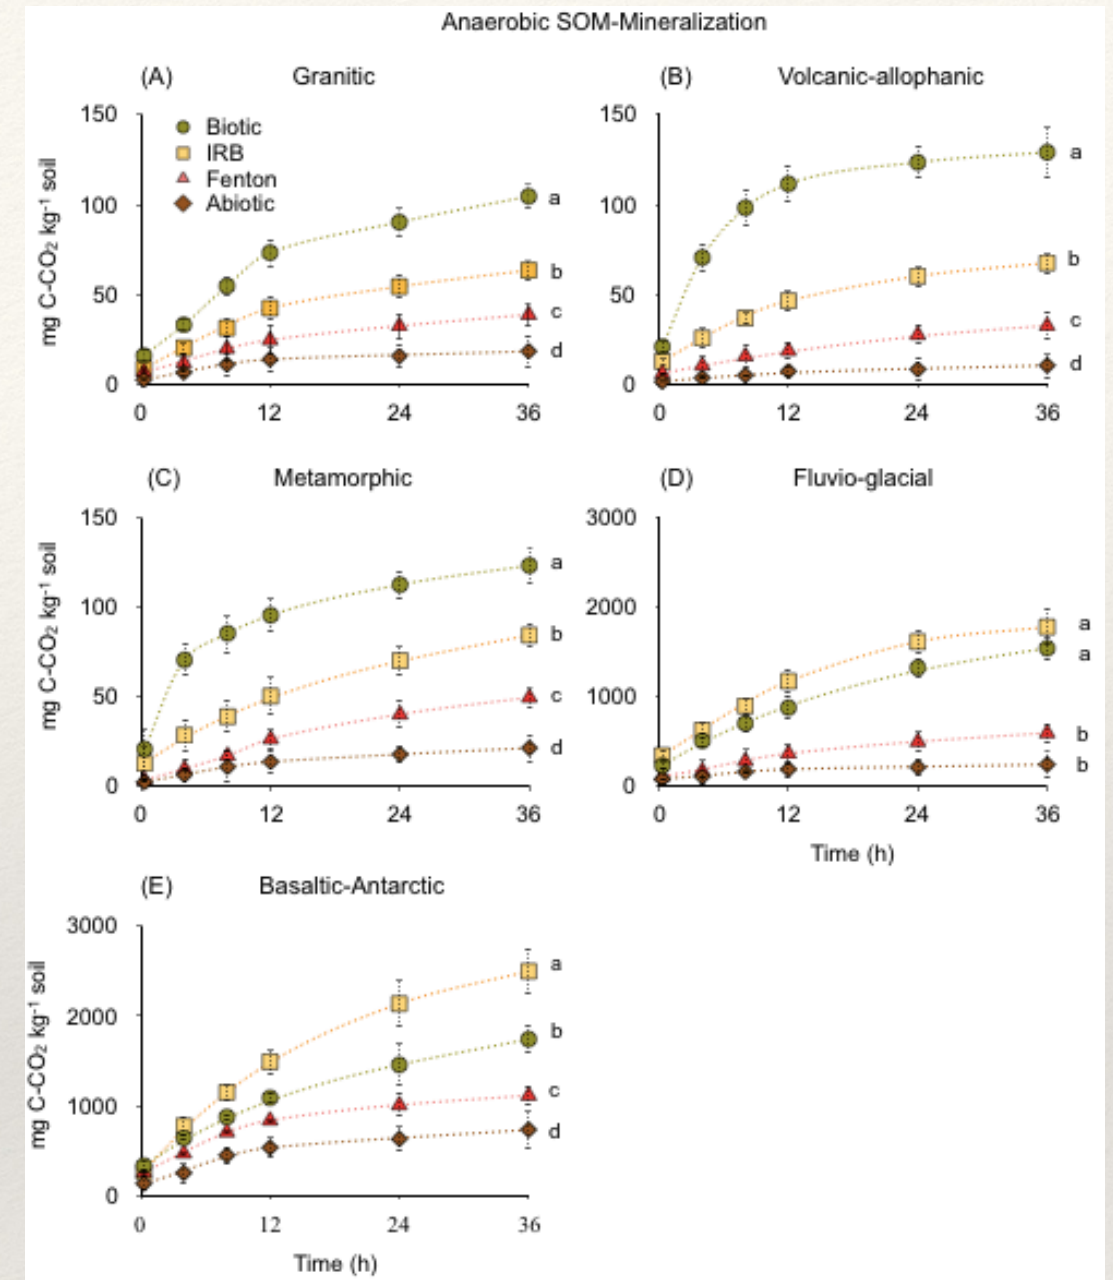 Anaerobic SOM-Mineralization
(A) Granitic
150
100
50
0
mg C-CO₂ kg⁻¹ soil
Biotic
IRB
Fenton
Abiotic
a
b
c
d
0 12 24 36
(B) Volcanic-allophanic
150
100
50
0
a
b
c
d
0 12 24 36
(C) Metamorphic
150
100
50
0
mg C-CO₂ kg⁻¹ soil
a
b
c
d
0 12 24 36
(D) Fluvio-glacial
3000
2000
1000
0
a
a
b
b
0 12 24 36
Time (h)
(E) Basaltic-Antarctic
3000
2000
1000
0
mg C-CO₂ kg⁻¹ soil
a
b
c
d
0 12 24 36
Time (h)